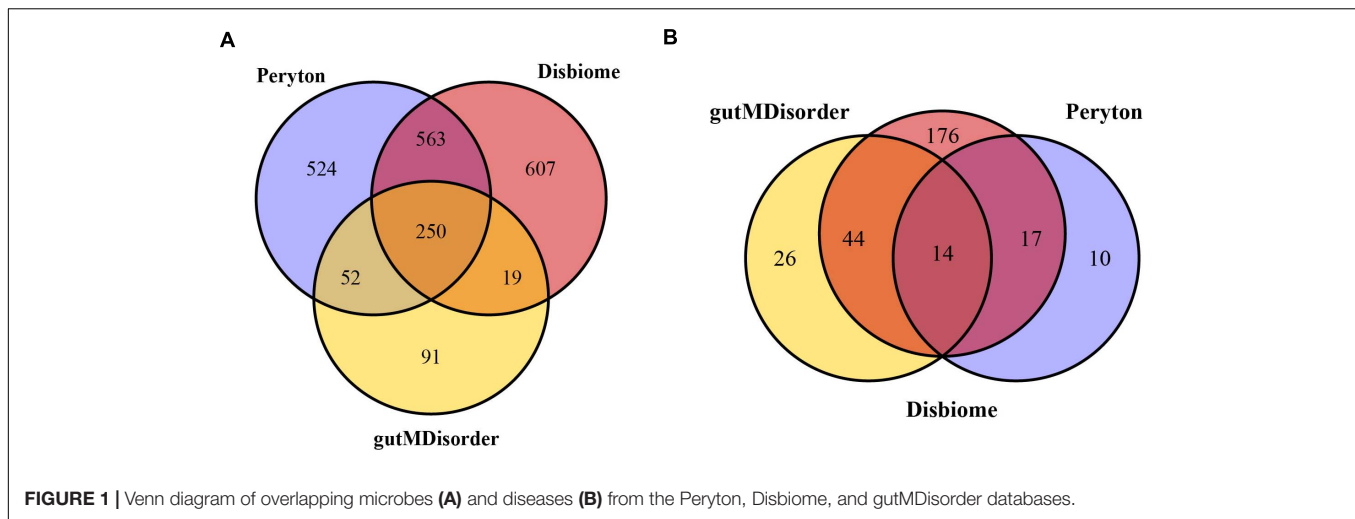 A
Peryton
Disbiome
563
524
607
250
52
19
91
gutMDisorder
B
gutMDisorder
Peryton
176
44
17
14
26
10
Disbiome
FIGURE 1 | Venn diagram of overlapping microbes (A) and diseases (B) from the Peryton, Disbiome, and gutMDisorder databases.